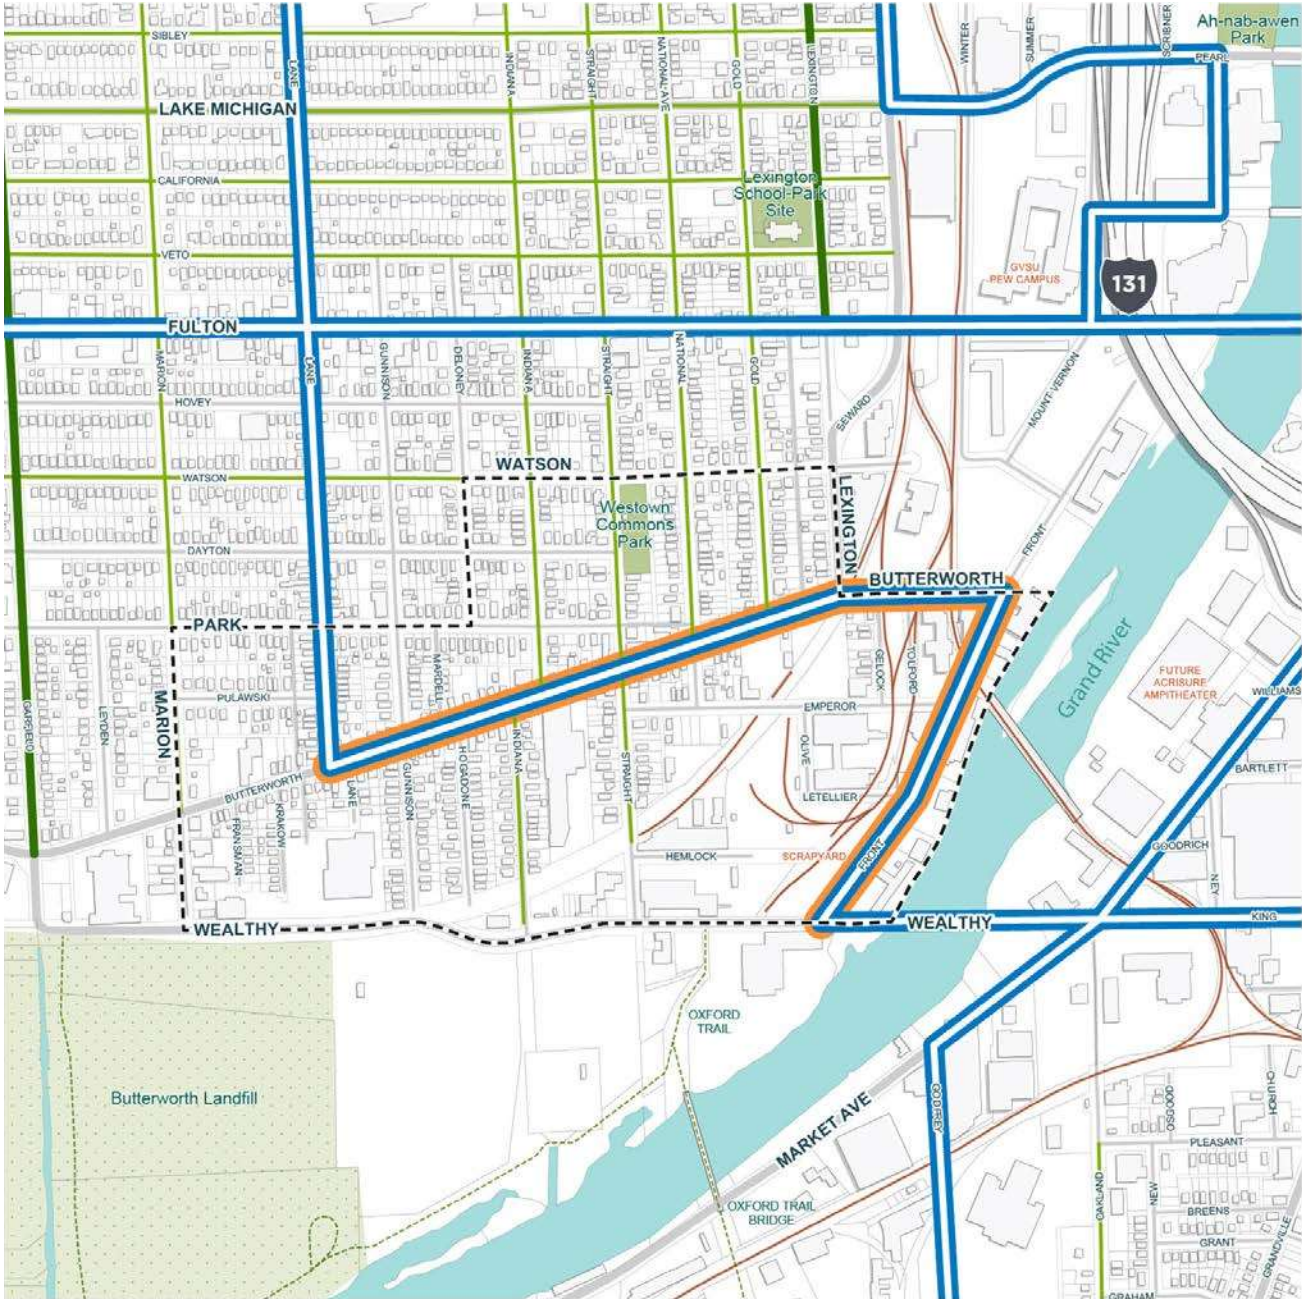 SIBLEY
LANE
INDIANA
STRAIGHT
NATIONAL AVE
GOLD
LEXINGTON
WINTER
SUMMER
SCRIBNER
Ah-nab-awen
Park
PEARL
LAKE MICHIGAN
CALIFORNIA
Lexington
School-Park
Site
VETO
GVSU
PEW CAMPUS
131
FULTON
MARION
LANE
GUNNISON
DELONEY
INDIANA
STRAIGHT
NATIONAL
GOLD
SEWARD
MOUNT VERNON
HOVEY
WATSON
WATSON
Westown
Commons
Park
LEXINGTON
FRONT
DAYTON
BUTTERWORTH
PARK
Grand River
FUTURE
ACRISURE
AMPITHEATER
WILLIAMS
GARFIELD
LEYDEN
MARION
PULAWSKI
MARDELL
GELOCK
TOLFORD
EMPEROR
OLIVE
LETELLIER
BARTLETT
BUTTERWORTH
LANE
GUNNISON
HOGADONE
INDIANA
STRAIGHT
KRAKOW
FRANSMAN
HEMLOCK
SCRAPYARD
FRONT
GOODRICH
NEY
WEALTHY
WEALTHY
KING
OXFORD
TRAIL
Butterworth Landfill
MARKET AVE
GODFREY
OSGOOD
CHURCH
PLEASANT
OAKLAND
NEW
BREENS
GRANT
GRANDVILLE
OXFORD TRAIL
BRIDGE
GRAHAM